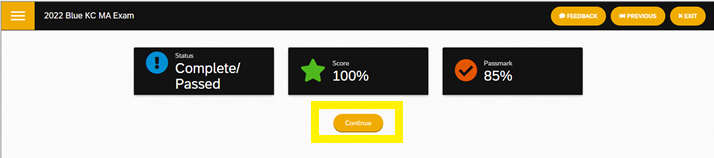 2022 Blue KC MA Exam
FEEDBACK
PREVIOUS
EXIT
Status
Complete/
Passed
Score
100%
Passmark
85%
Continue